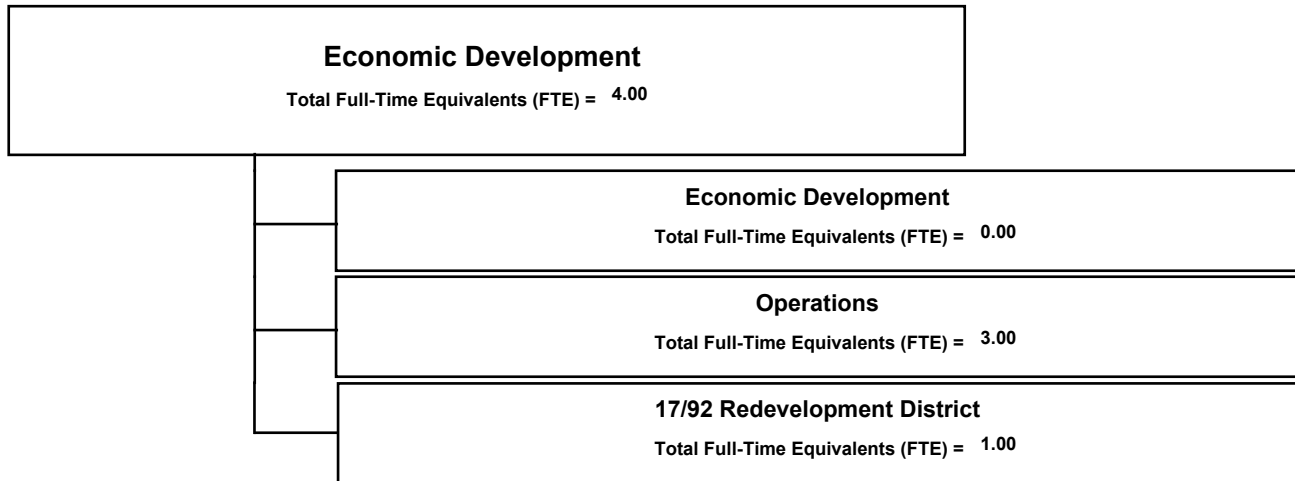 Economic Development
Total Full-Time Equivalents (FTE) = 4.00
Economic Development
Total Full-Time Equivalents (FTE) = 0.00
Operations
Total Full-Time Equivalents (FTE) = 3.00
17/92 Redevelopment District
Total Full-Time Equivalents (FTE) = 1.00